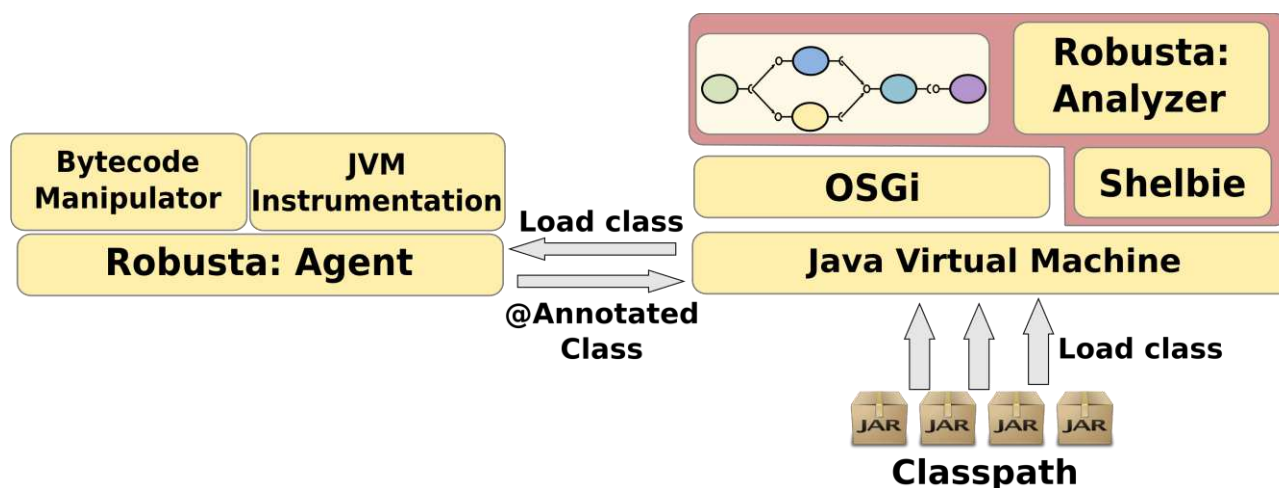 Robusta:
Analyzer
Bytecode
Manipulator
JVM
Instrumentation
OSGi
Shelbie
Load class
Robusta: Agent
Java Virtual Machine
@Annotated
Class
Load class
JAR
JAR
JAR
JAR
Classpath